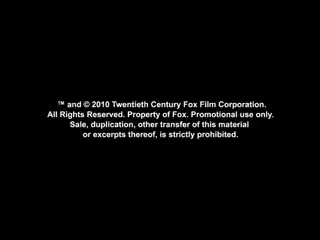 ™ and © 2010 Twentieth Century Fox Film Corporation.
All Rights Reserved. Property of Fox. Promotional use only.
Sale, duplication, other transfer of this material
or excerpts thereof, is strictly prohibited.